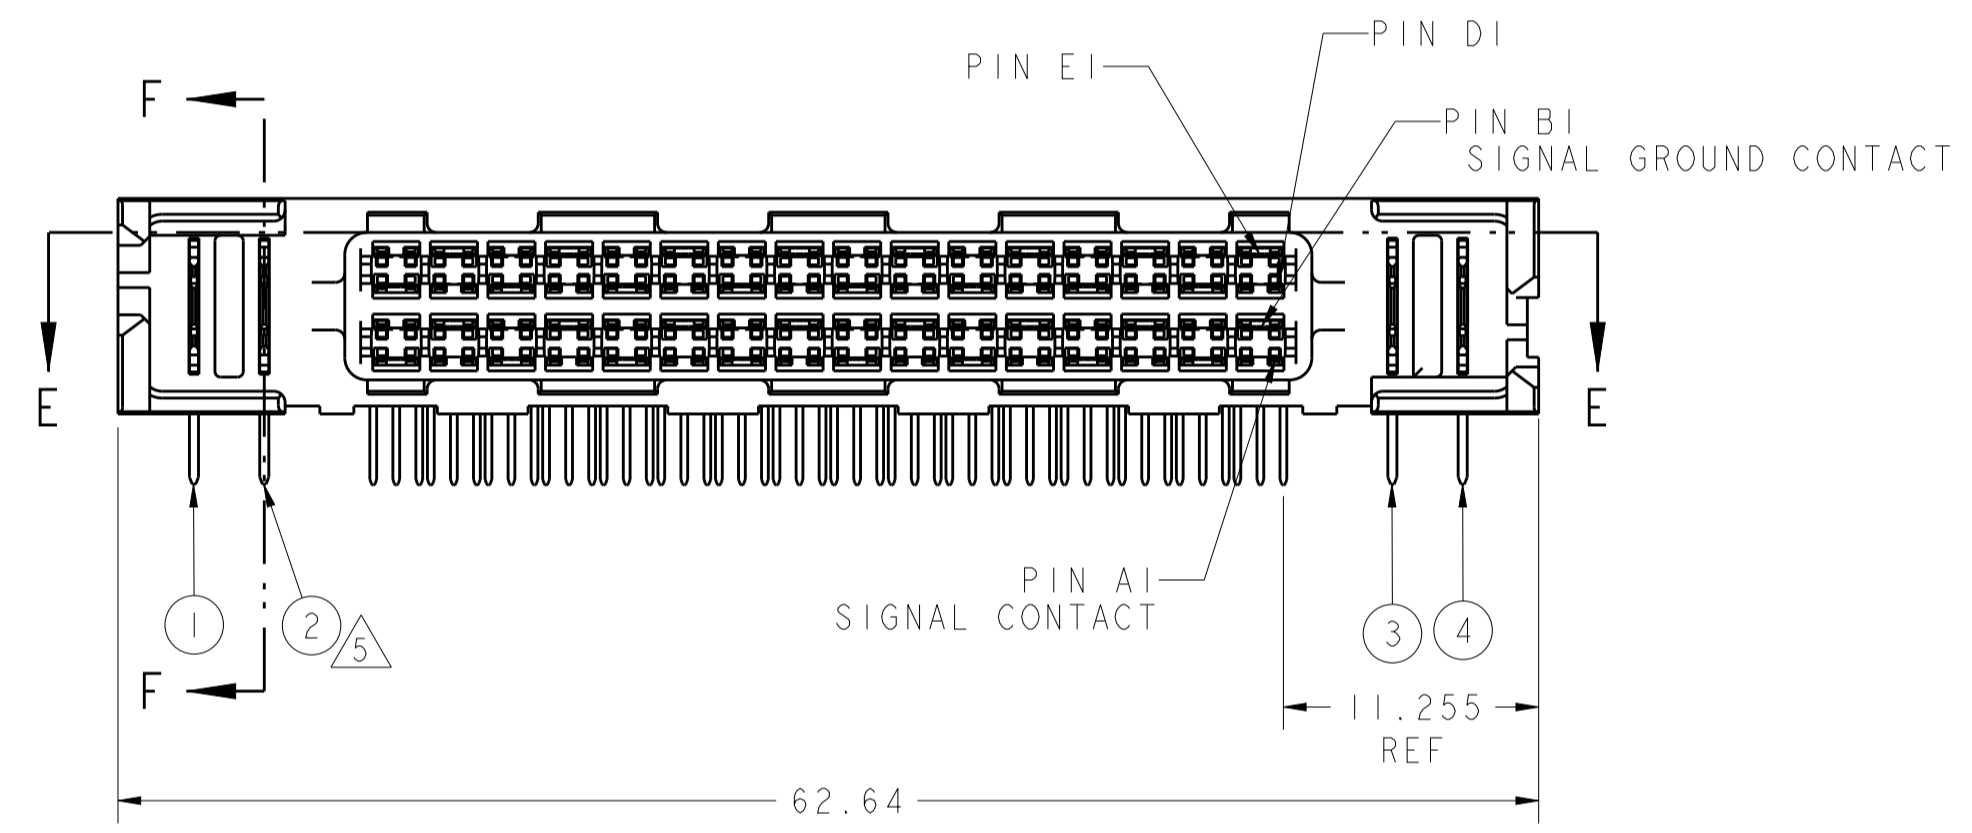 PIN D1
PIN E1
F
PIN B1
SIGNAL GROUND CONTACT
E
E
PIN A1
SIGNAL CONTACT
1
2
5
3
4
F
11.255
REF
62.64